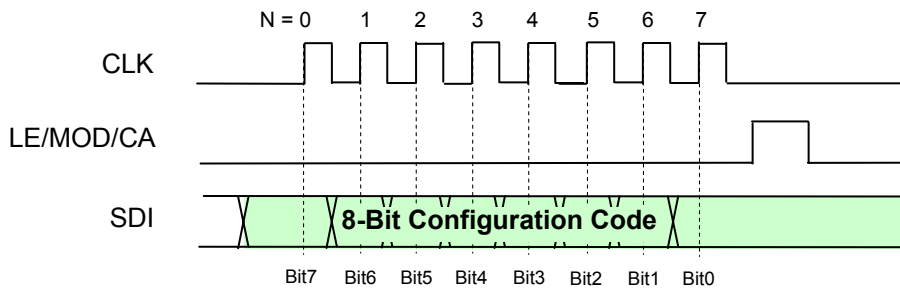 N = 0 1 2 3 4 5 6 7
CLK
LE/MOD/CA
SDI
8-Bit Configuration Code
Bit7 Bit6 Bit5 Bit4 Bit3 Bit2 Bit1 Bit0